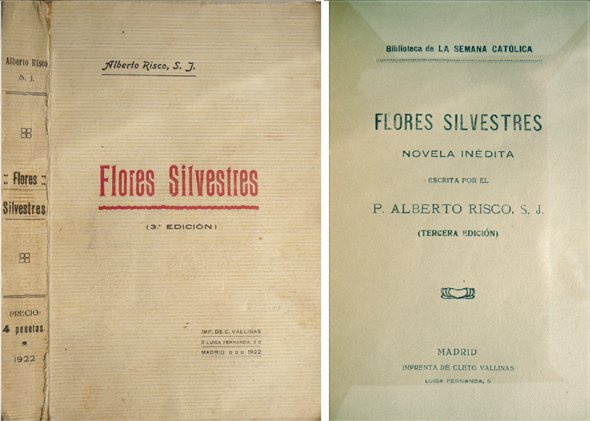 Alberto Risco
S. J.
:: Flores ::
Silvestres
PRECIO:
4 pesetas
1922
Alberto Risco, S. J.
Flores Silvestres
(3.ª EDICIÓN)
IMP. DE C. VALLINAS
LUISA FERNANDA, 5
MADRID 1922
Biblioteca de LA SEMANA CATÓLICA
FLORES SILVESTRES
NOVELA INÉDITA
ESCRITA POR EL
P. ALBERTO RISCO, S. J.
(TERCERA EDICIÓN)
MADRID
IMPRENTA DE CLETO VALLINAS
LUISA FERNANDA, 5